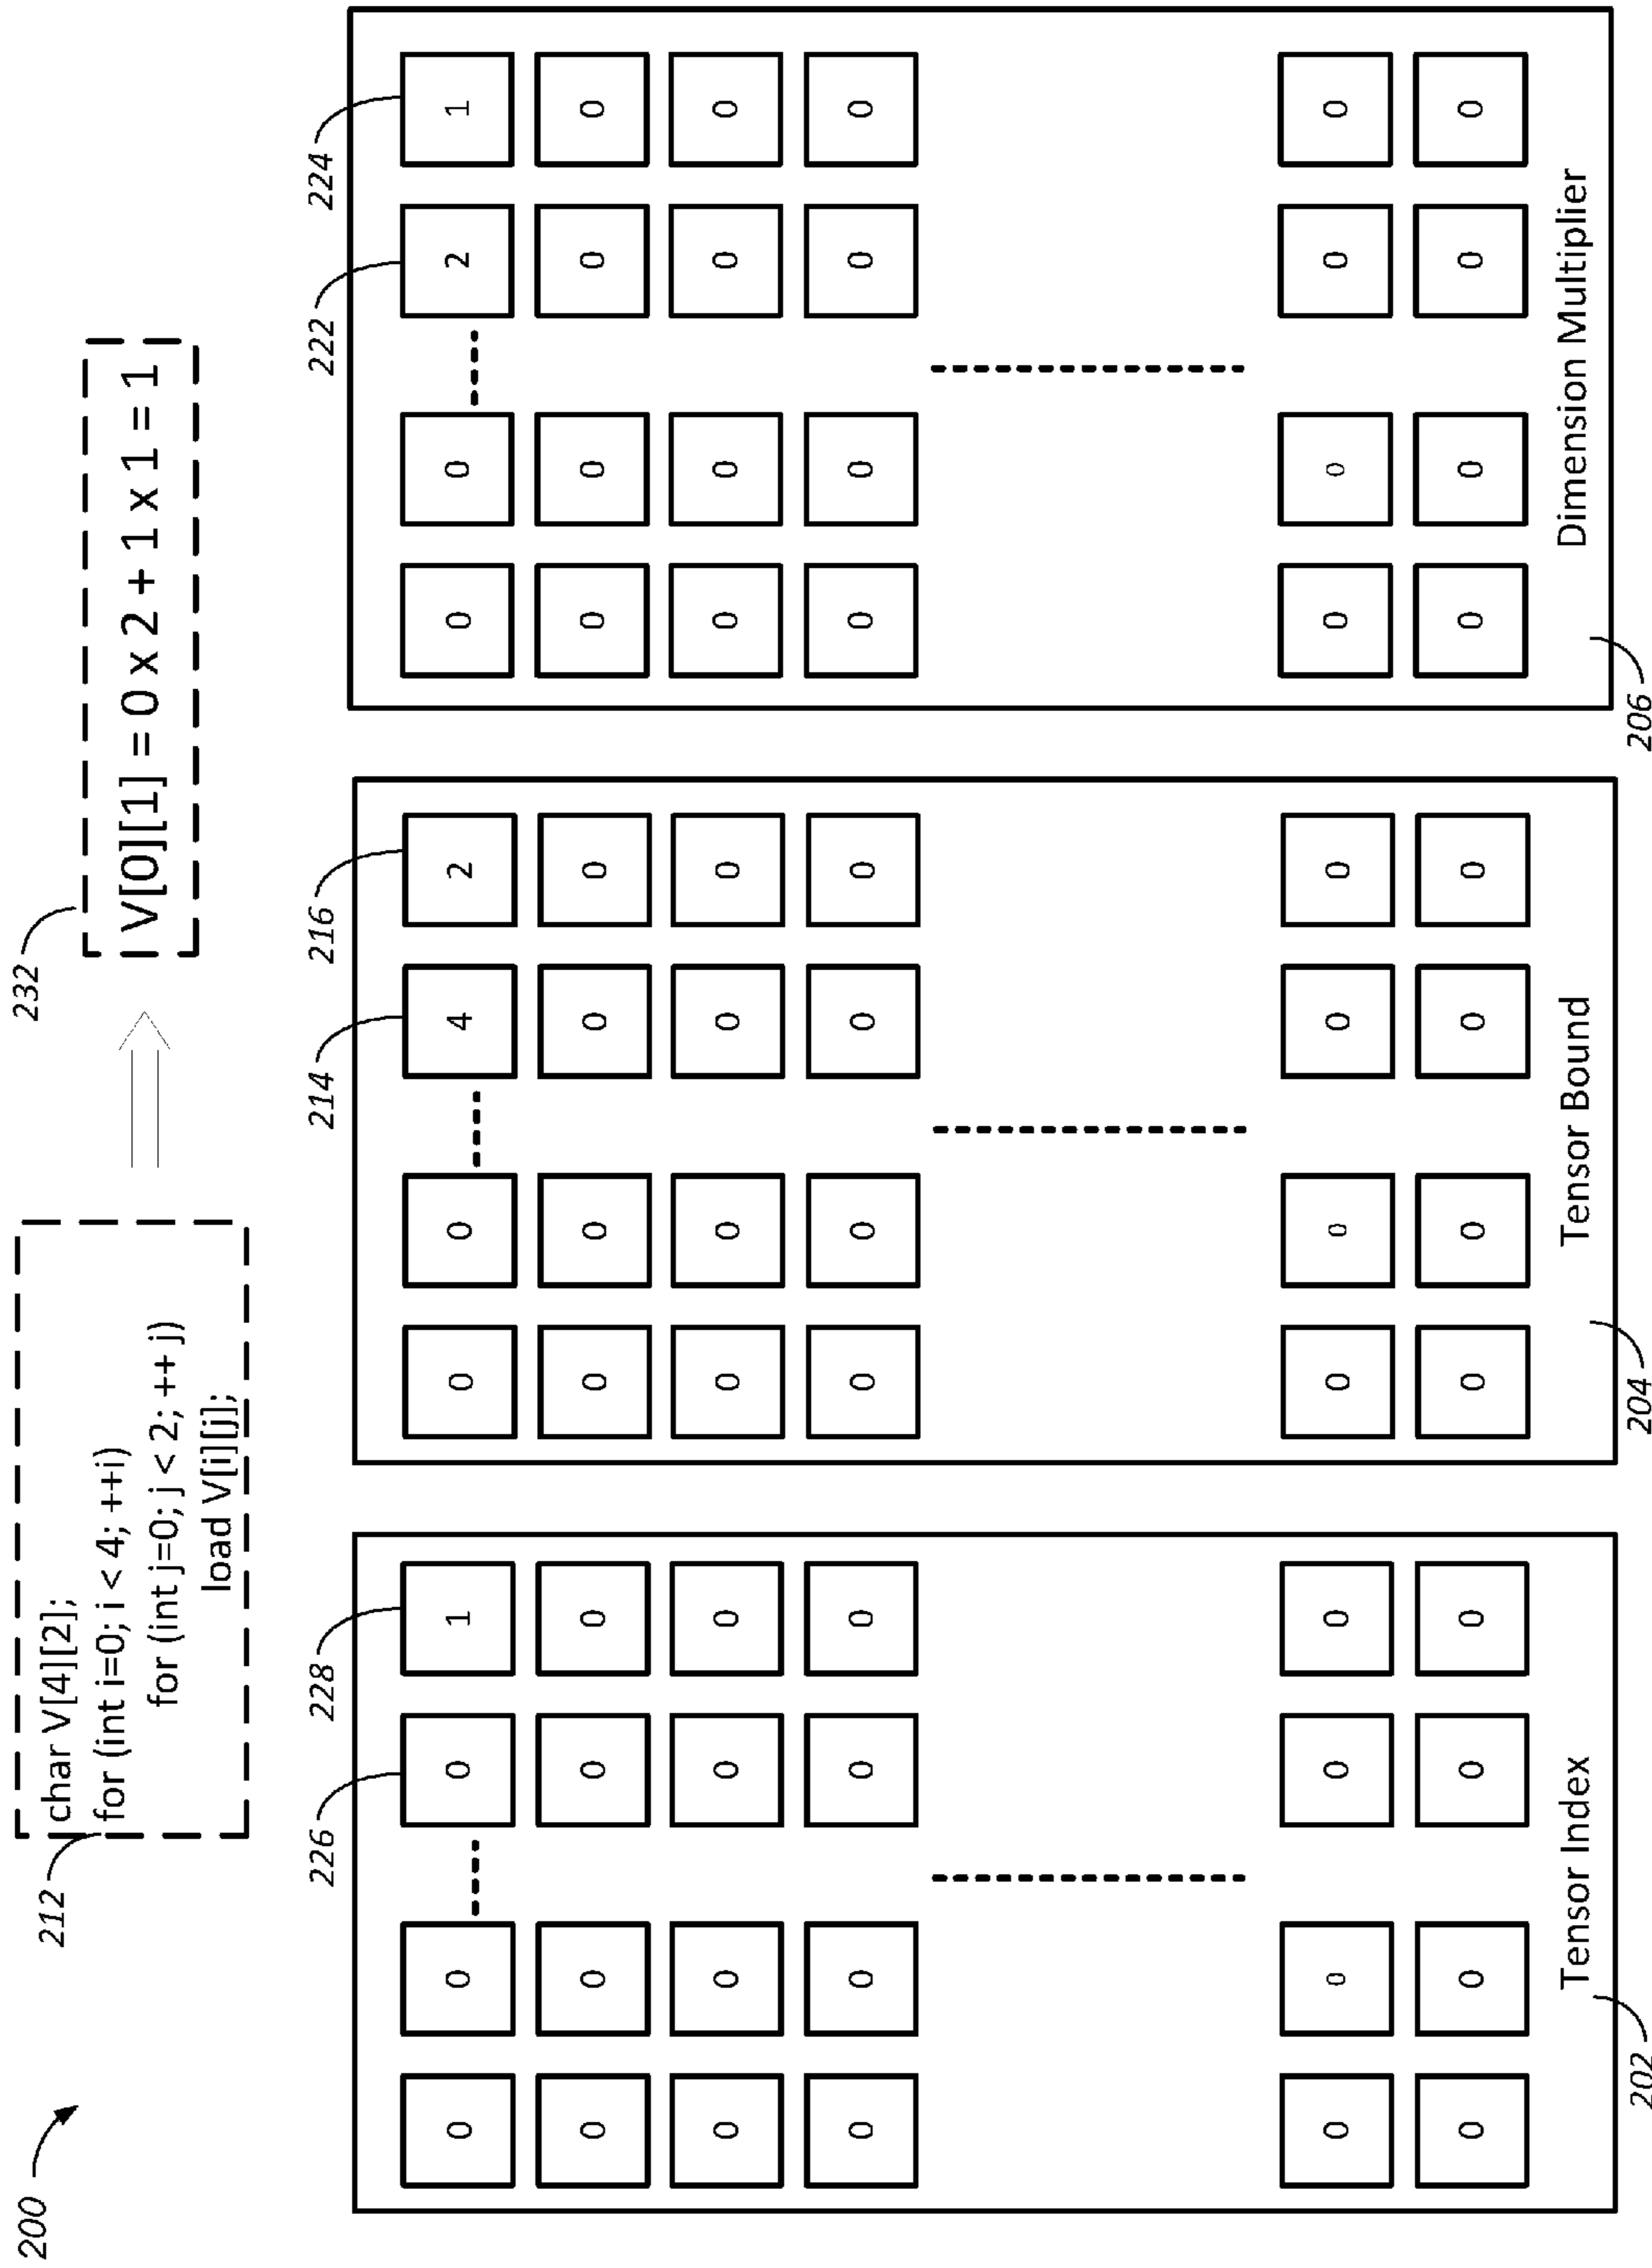 200
212
char V[4][2];
for (int i=0; i < 4; ++i)
for (int j=0; j < 2; ++ j)
load V[i][j];
232
V[0][1] = 0 x 2 + 1 x 1 = 1
226
228
0 0 0 1
0 0 0 0
0 0 0 0
0 0 0 0
0 0 0 0
0 0 0 0
Tensor Index
202
214
216
0 0 4 2
0 0 0 0
0 0 0 0
0 0 0 0
0 0 0 0
0 0 0 0
Tensor Bound
204
222
224
0 0 2 1
0 0 0 0
0 0 0 0
0 0 0 0
0 0 0 0
0 0 0 0
Dimension Multiplier
206